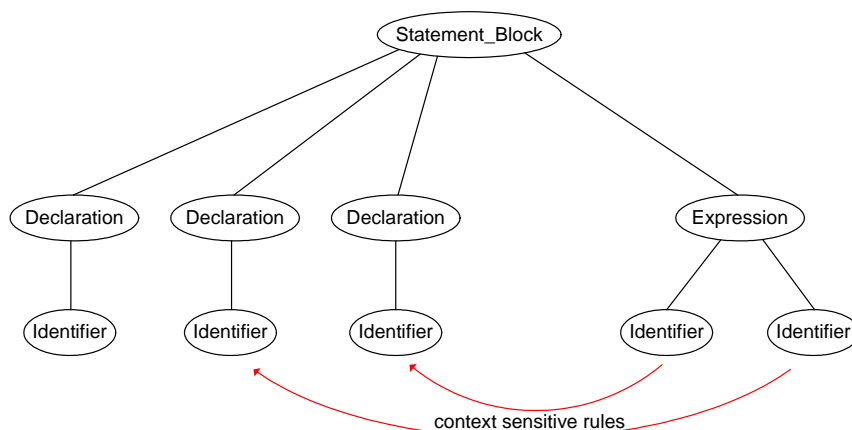 Statement_Block
Declaration Declaration Declaration Expression
Identifier Identifier Identifier Identifier Identifier
context sensitive rules